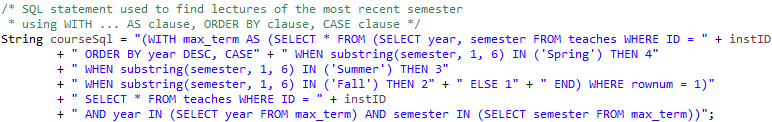 /* SQL statement used to find lectures of the most recent semester
 * using WITH ... AS clause, ORDER BY clause, CASE clause */
String courseSql = "(WITH max_term AS (SELECT * FROM (SELECT year, semester FROM teaches WHERE ID = " + instID
+ " ORDER BY year DESC, CASE" + " WHEN substring(semester, 1, 6) IN ('Spring') THEN 4"
+ " WHEN substring(semester, 1, 6) IN ('Summer') THEN 3"
+ " WHEN substring(semester, 1, 6) IN ('Fall') THEN 2" + " ELSE 1" + " END) WHERE rownum = 1)"
+ " SELECT * FROM teaches WHERE ID = " + instID
+ " AND year IN (SELECT year FROM max_term) AND semester IN (SELECT semester FROM max_term))";